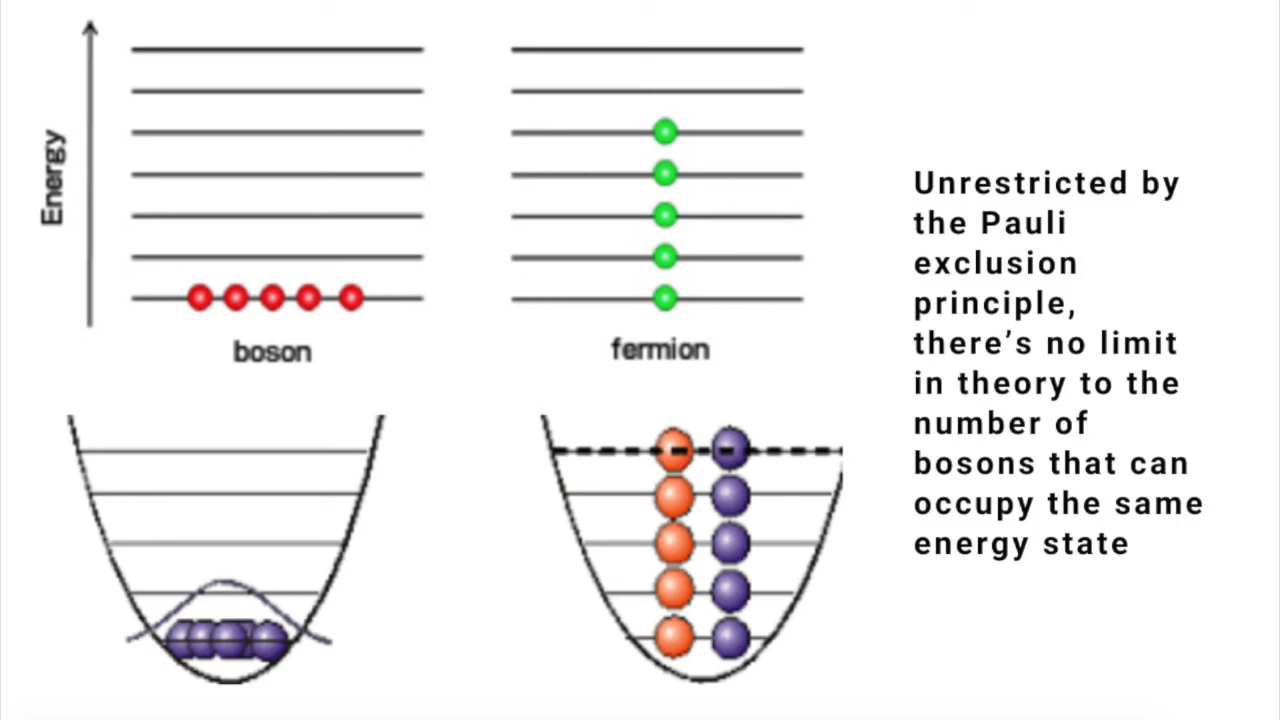 Energy
boson
fermion
Unrestricted by
the Pauli
exclusion
principle,
there’s no limit
in theory to the
number of
bosons that can
occupy the same
energy state